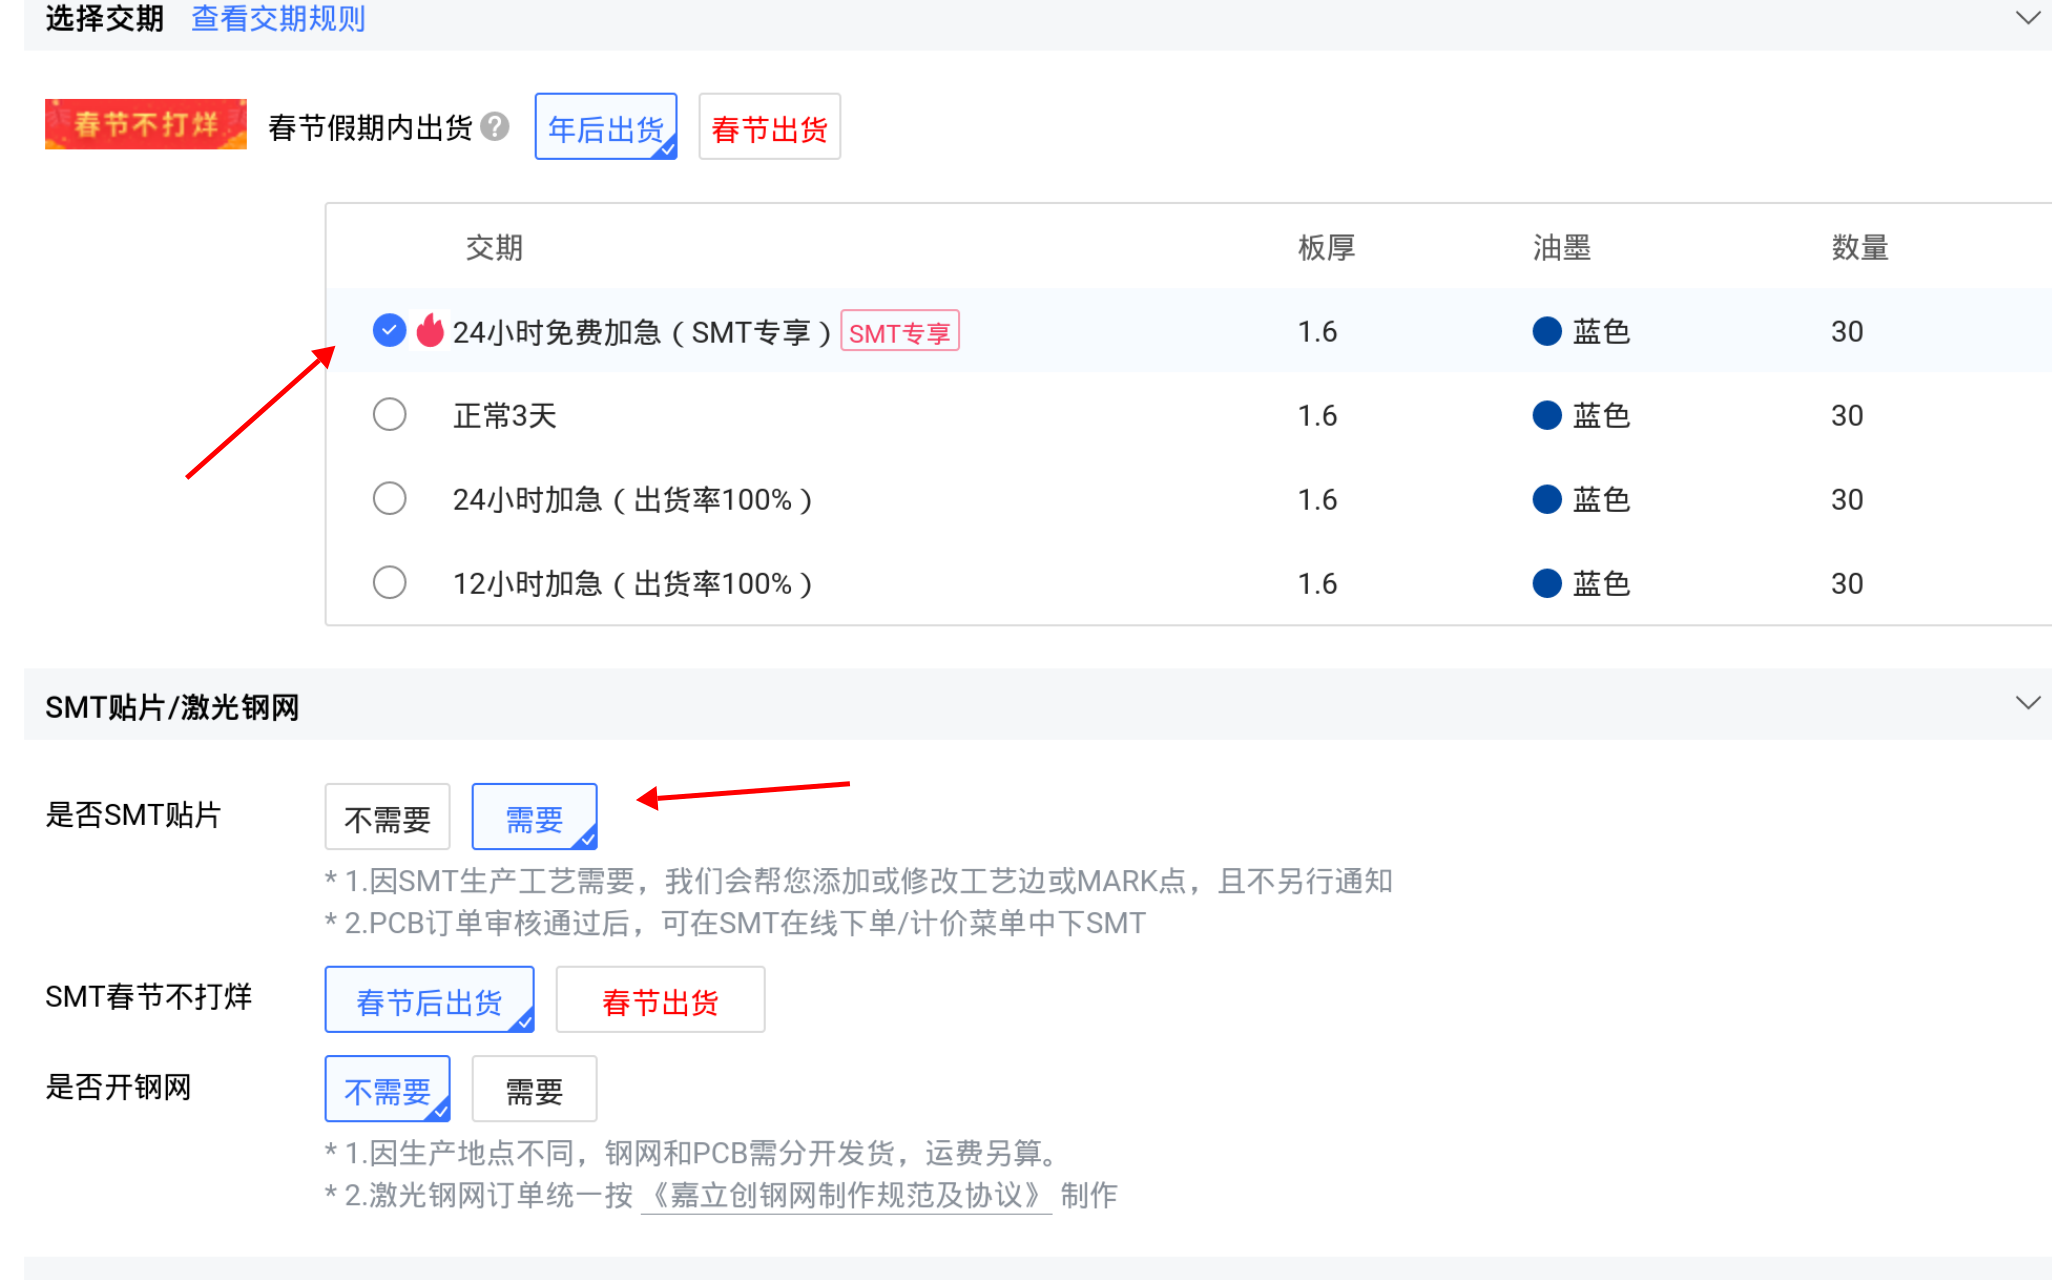 选择交期 查看交期规则
春节不打烊 春节假期内出货 ? 年后出货 春节出货
交期 板厚 油墨 数量
24小时免费加急（SMT专享） SMT专享 1.6 蓝色 30
正常3天 1.6 蓝色 30
24小时加急（出货率100%） 1.6 蓝色 30
12小时加急（出货率100%） 1.6 蓝色 30
SMT贴片/激光钢网
是否SMT贴片 不需要 需要
* 1.因SMT生产工艺需要，我们会帮您添加或修改工艺边或MARK点，且不另行通知
* 2.PCB订单审核通过后，可在SMT在线下单/计价菜单中下SMT
SMT春节不打烊 春节后出货 春节出货
是否开钢网 不需要 需要
* 1.因生产地点不同，钢网和PCB需分开发货，运费另算。
* 2.激光钢网订单统一按 《嘉立创钢网制作规范及协议》 制作